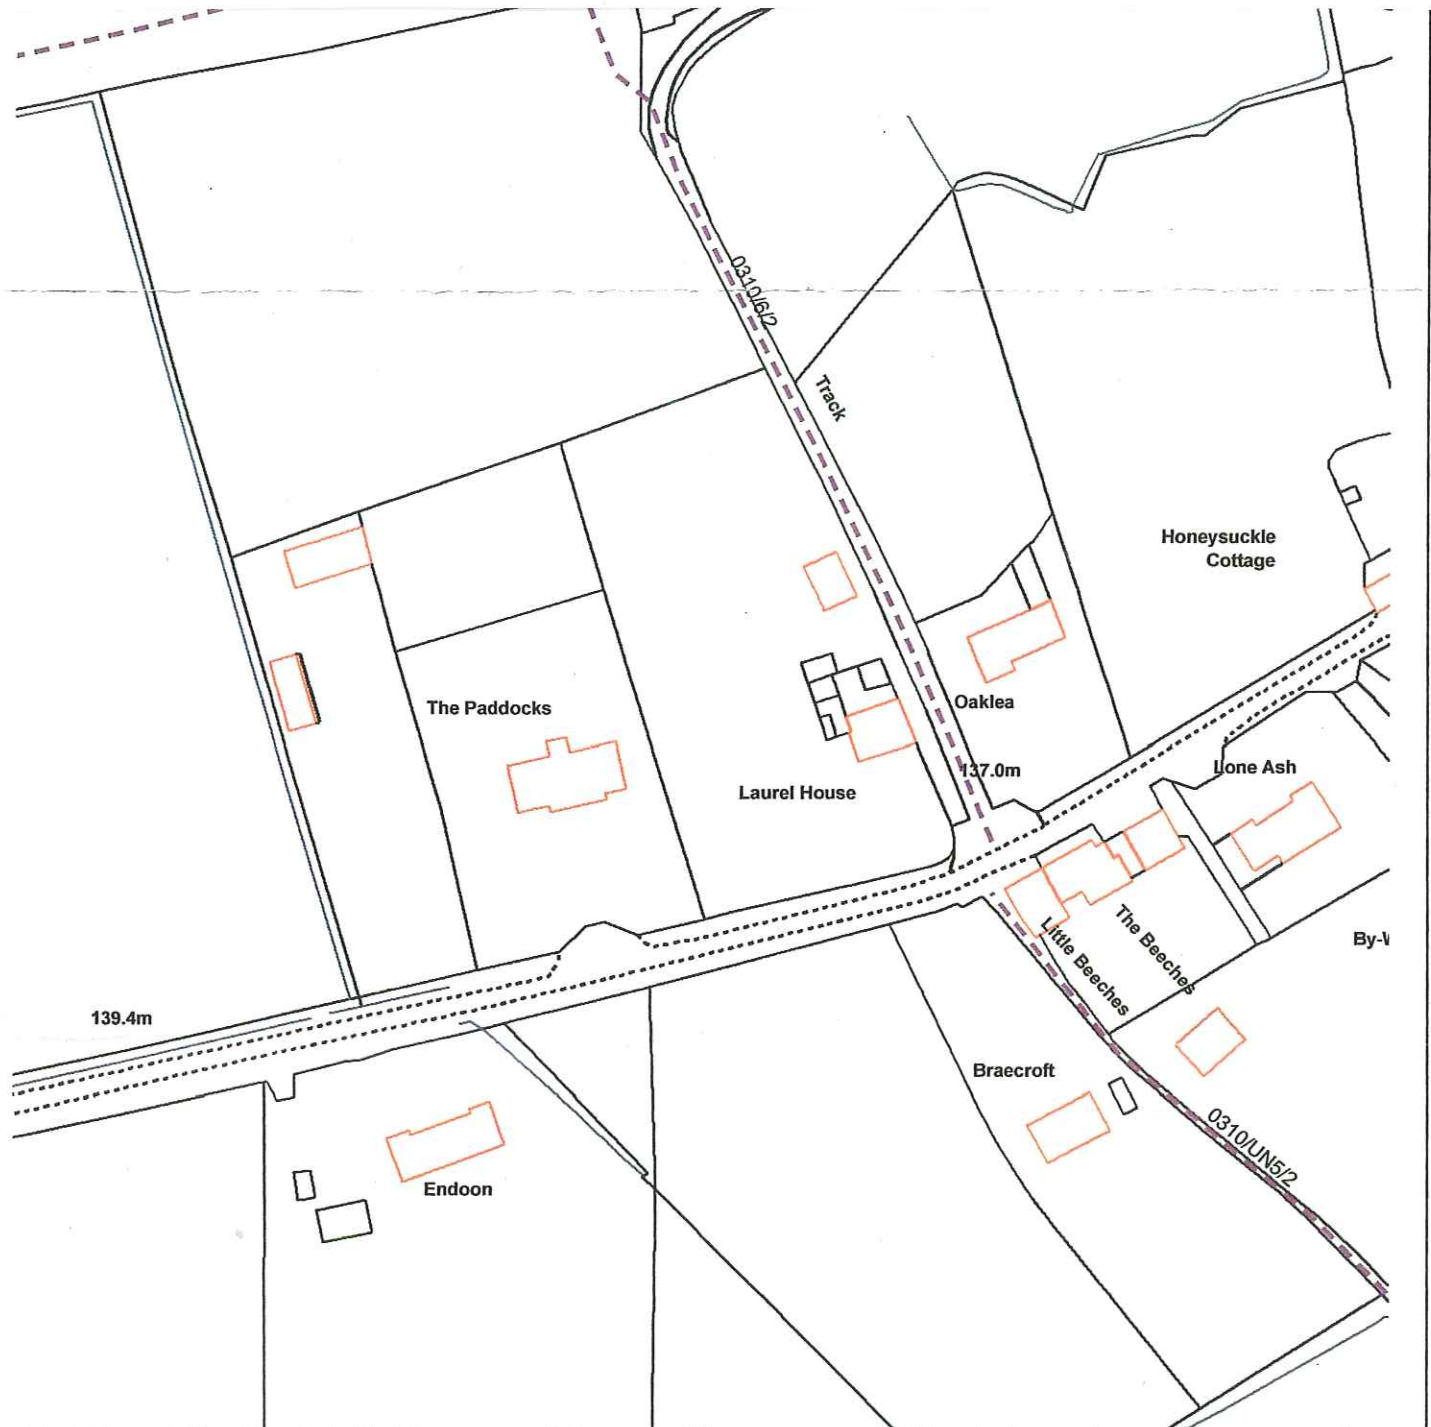 0310/6/2
Track
Honeysuckle
Cottage
The Paddocks
Oaklea
137.0m
Lone Ash
Laurel House
The Beeches
Little Beeches
By-
139.4m
Braecroft
0310/UN5/2
Endoon